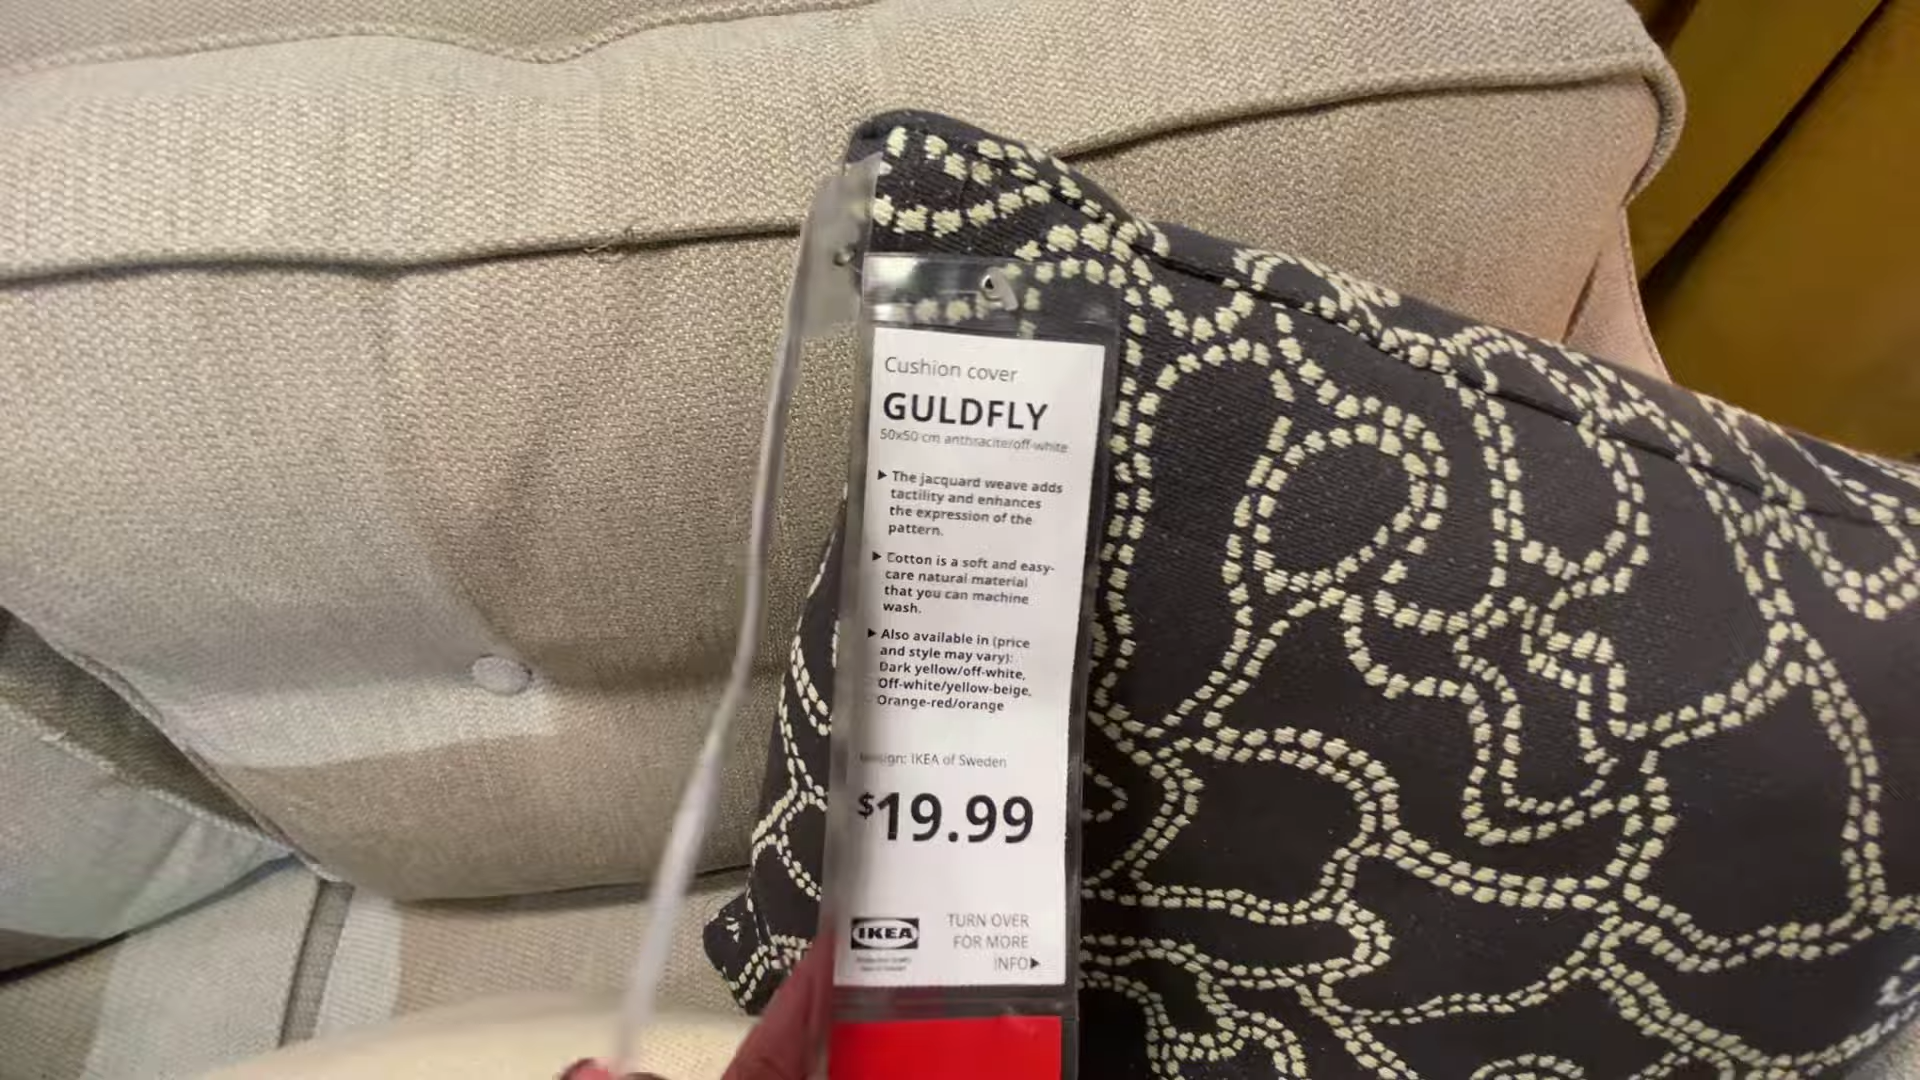 Cushion cover
GULDFLY
50x50 cm anthracite/off-white
▶ The jacquard weave adds
tactility and enhances
the expression of the
pattern.
▶ Cotton is a soft and easy-
care natural material
that you can machine
wash.
▶ Also available in (price
and style may vary):
Dark yellow/off-white,
Off-white/yellow-beige,
Orange-red/orange
Design: IKEA of Sweden
$19.99
IKEA
TURN OVER
FOR MORE
INFO▶